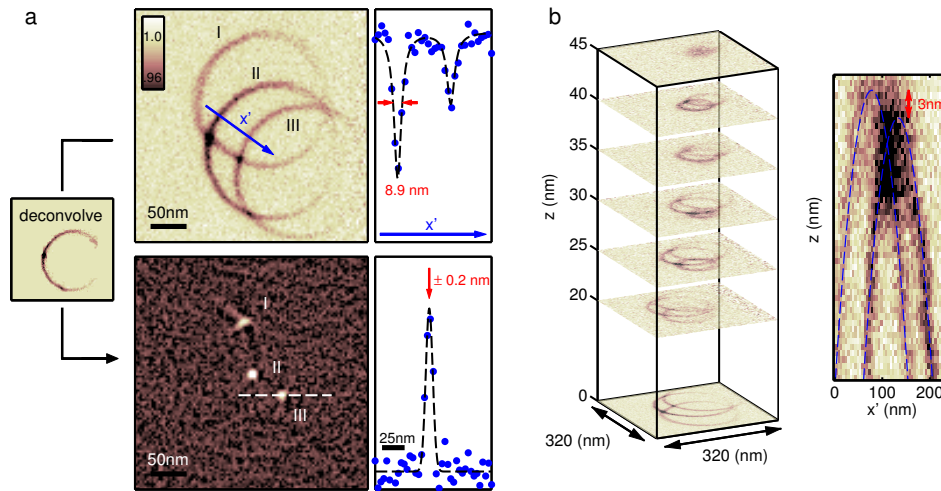 a
1.0
.96
I
II
III
x'
50nm
8.9 nm
x'
deconvolve
I
II
III
50nm
± 0.2 nm
25nm
b
z (nm)
45
40
35
30
25
20
0
320 (nm)
320 (nm)
3nm
z (nm)
0
100
200
x' (nm)